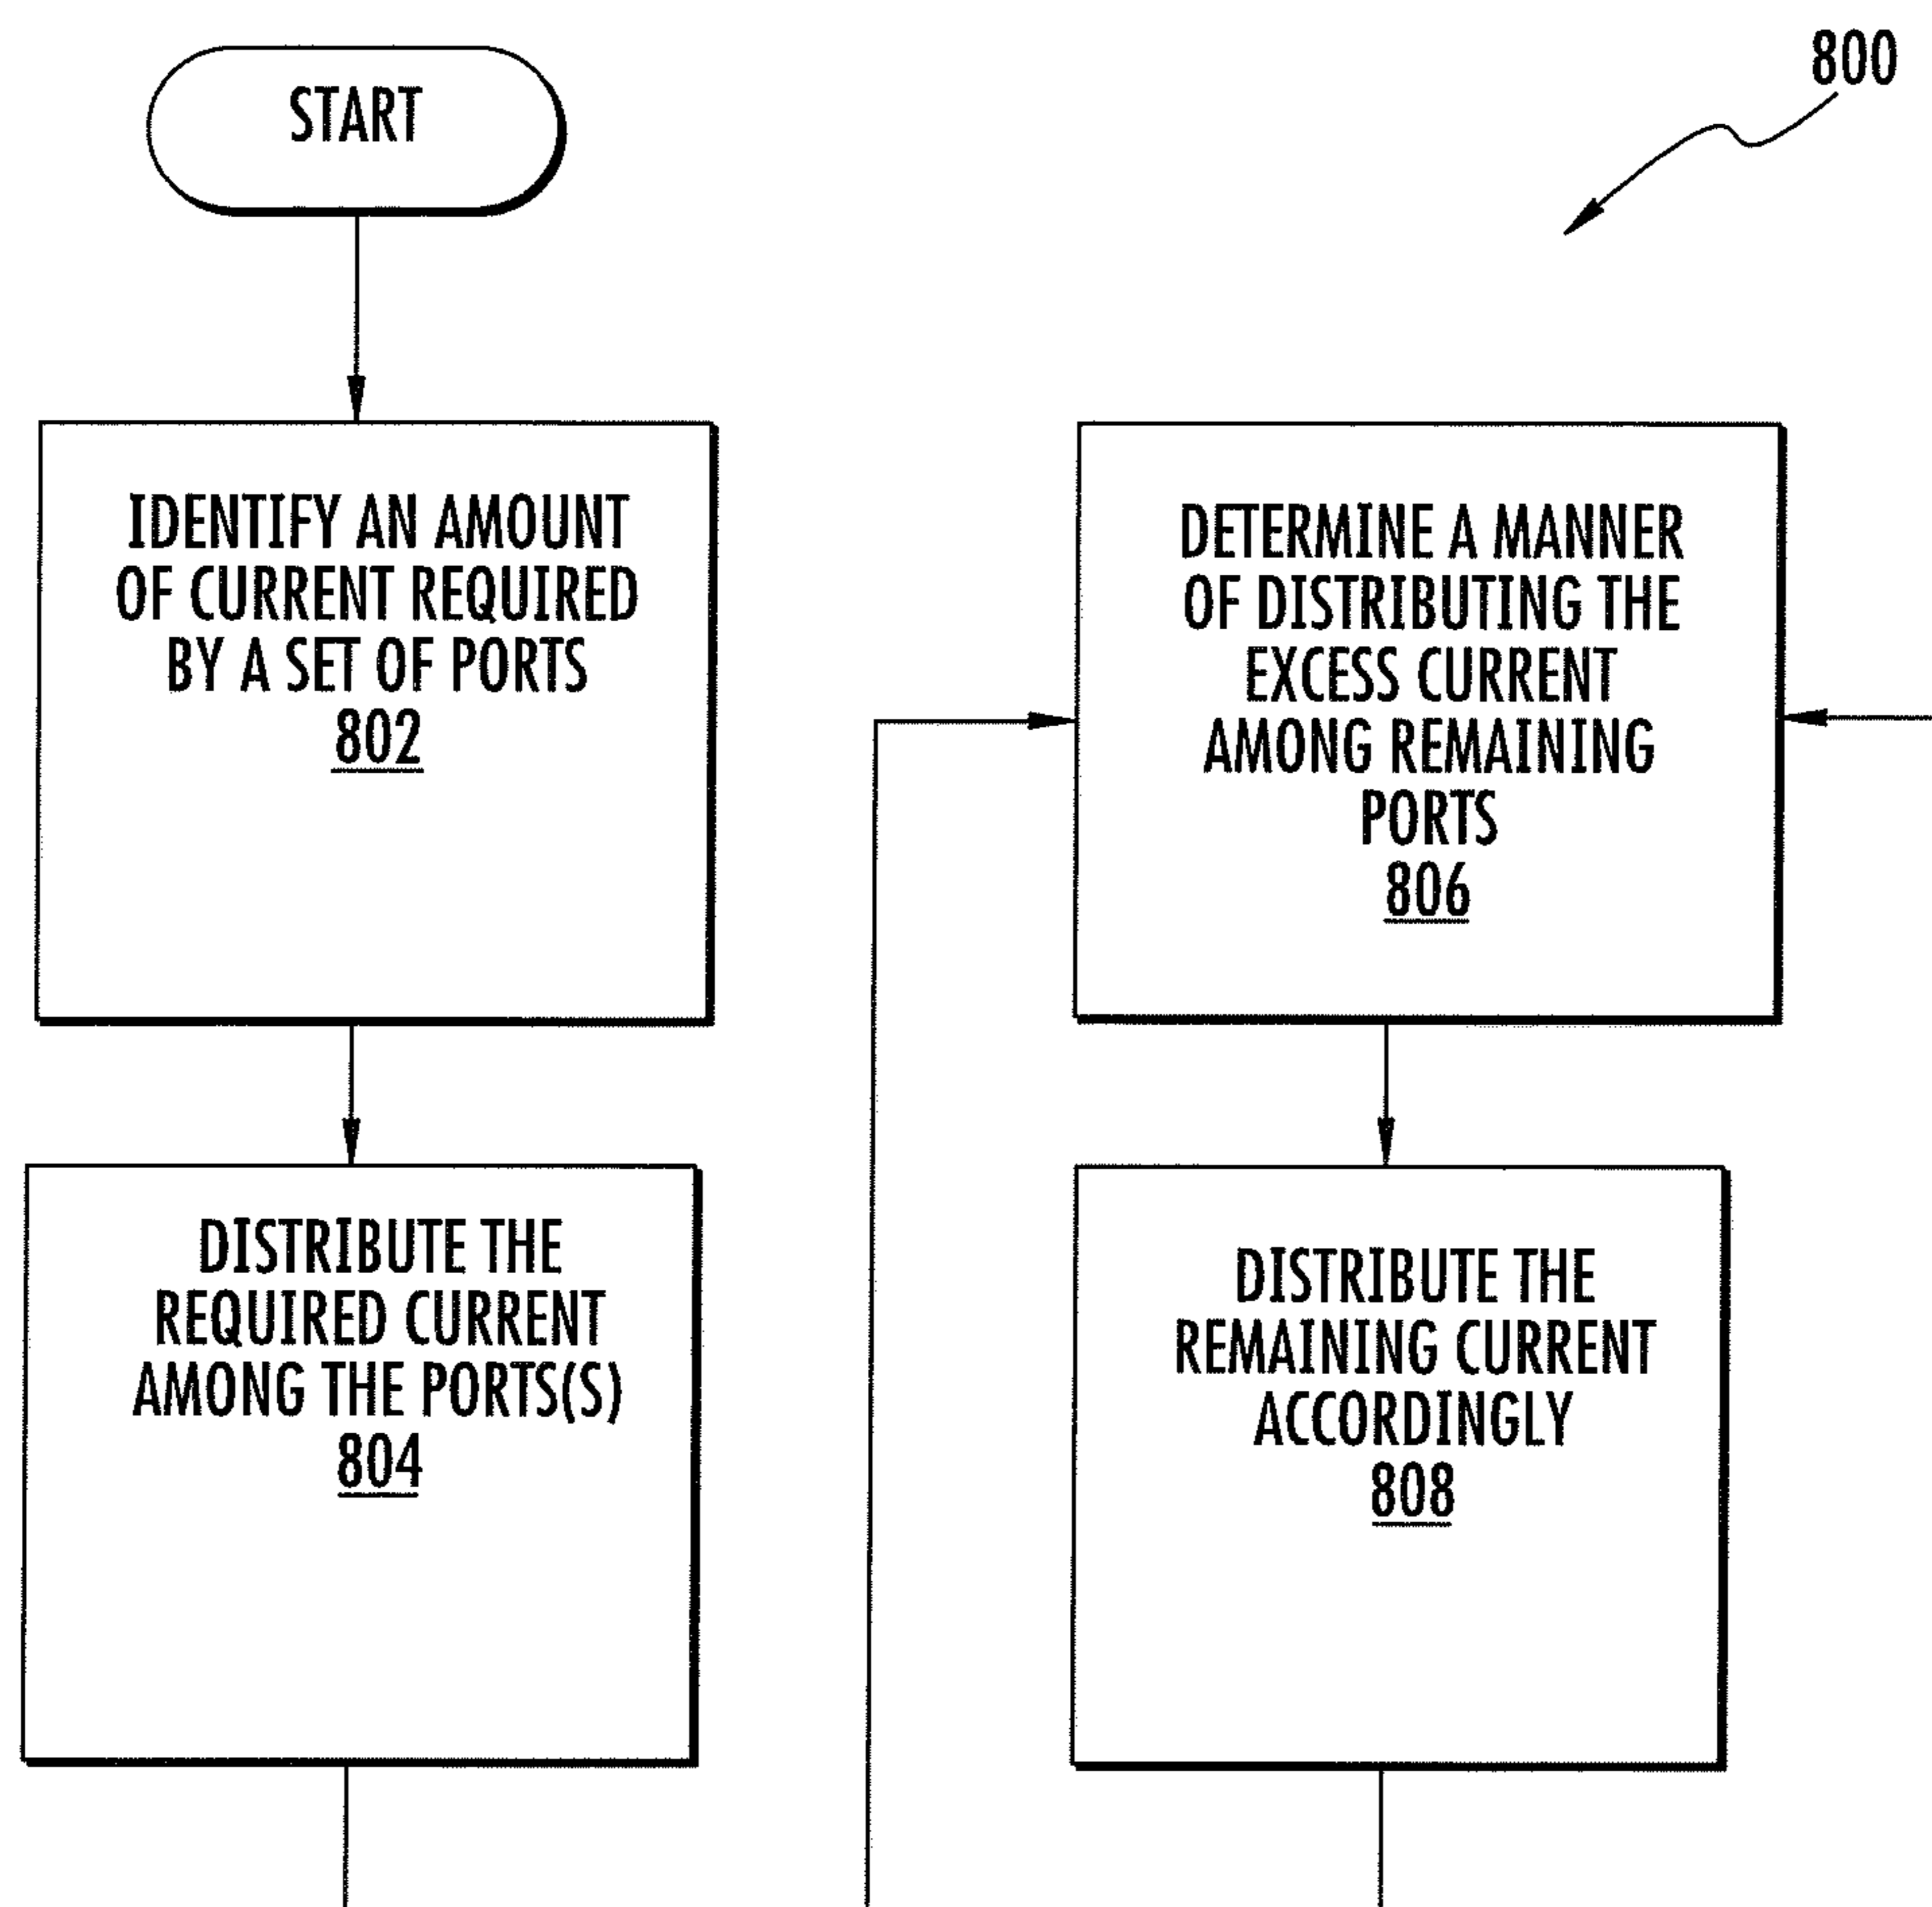 START
800
IDENTIFY AN AMOUNT
OF CURRENT REQUIRED
BY A SET OF PORTS
802
DISTRIBUTE THE
REQUIRED CURRENT
AMONG THE PORTS(S)
804
DETERMINE A MANNER
OF DISTRIBUTING THE
EXCESS CURRENT
AMONG REMAINING
PORTS
806
DISTRIBUTE THE
REMAINING CURRENT
ACCORDINGLY
808